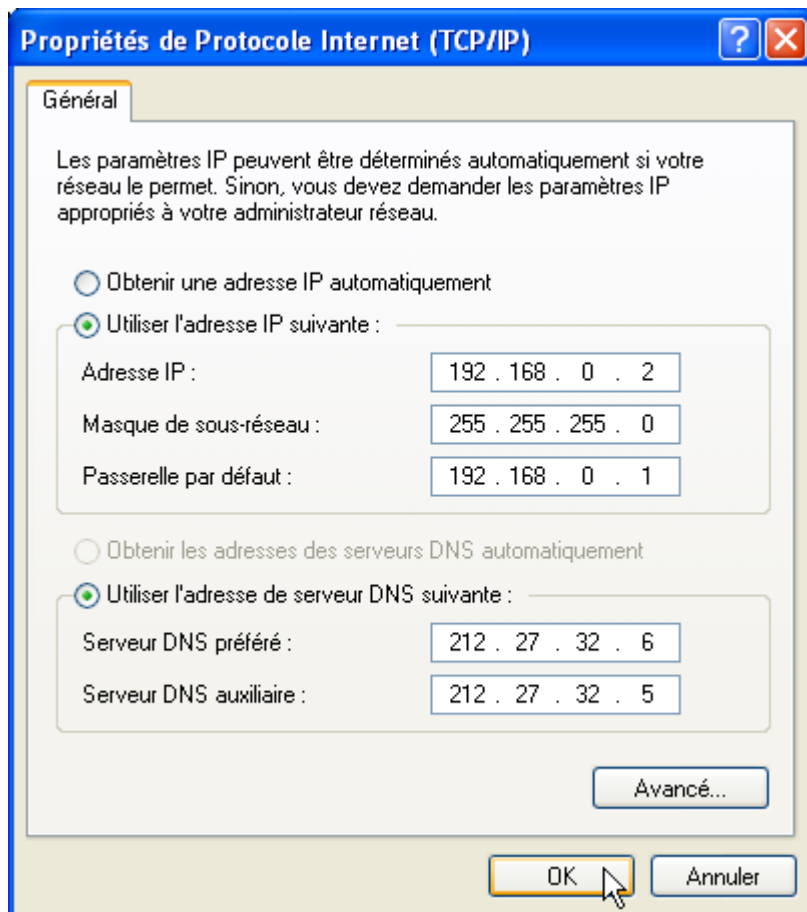 Propriétés de Protocole Internet (TCP/IP)
Général
Les paramètres IP peuvent être déterminés automatiquement si votre
réseau le permet. Sinon, vous devez demander les paramètres IP
appropriés à votre administrateur réseau.
Obtenir une adresse IP automatiquement
Utiliser l'adresse IP suivante :
Adresse IP : 192 . 168 . 0 . 2
Masque de sous-réseau : 255 . 255 . 255 . 0
Passerelle par défaut : 192 . 168 . 0 . 1
Obtenir les adresses des serveurs DNS automatiquement
Utiliser l'adresse de serveur DNS suivante :
Serveur DNS préféré : 212 . 27 . 32 . 6
Serveur DNS auxiliaire : 212 . 27 . 32 . 5
Avancé...
OK Annuler